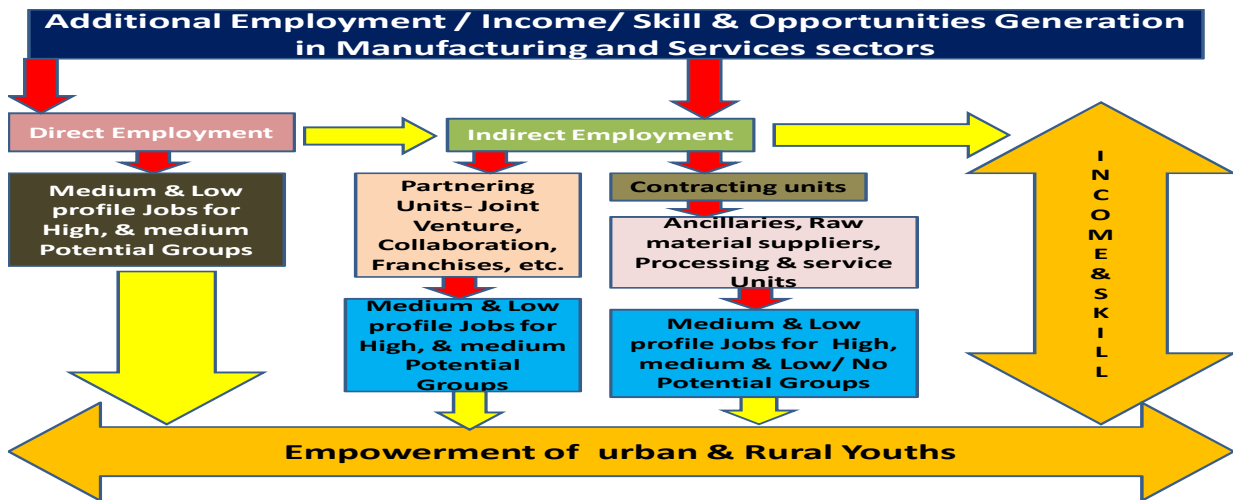 Additional Employment / Income/ Skill & Opportunities Generation
in Manufacturing and Services sectors
Direct Employment
Indirect Employment
Medium & Low
profile Jobs for
High, & medium
Potential Groups
Partnering
Units- Joint
Venture,
Collaboration,
Franchises, etc.
Contracting units
Ancillaries, Raw
material suppliers,
Processing & service
Units
Medium & Low
profile Jobs for
High, & medium
Potential
Groups
Medium & Low
profile Jobs for High,
medium & Low/ No
Potential Groups
INCOME&SKILL
Empowerment of urban & Rural Youths